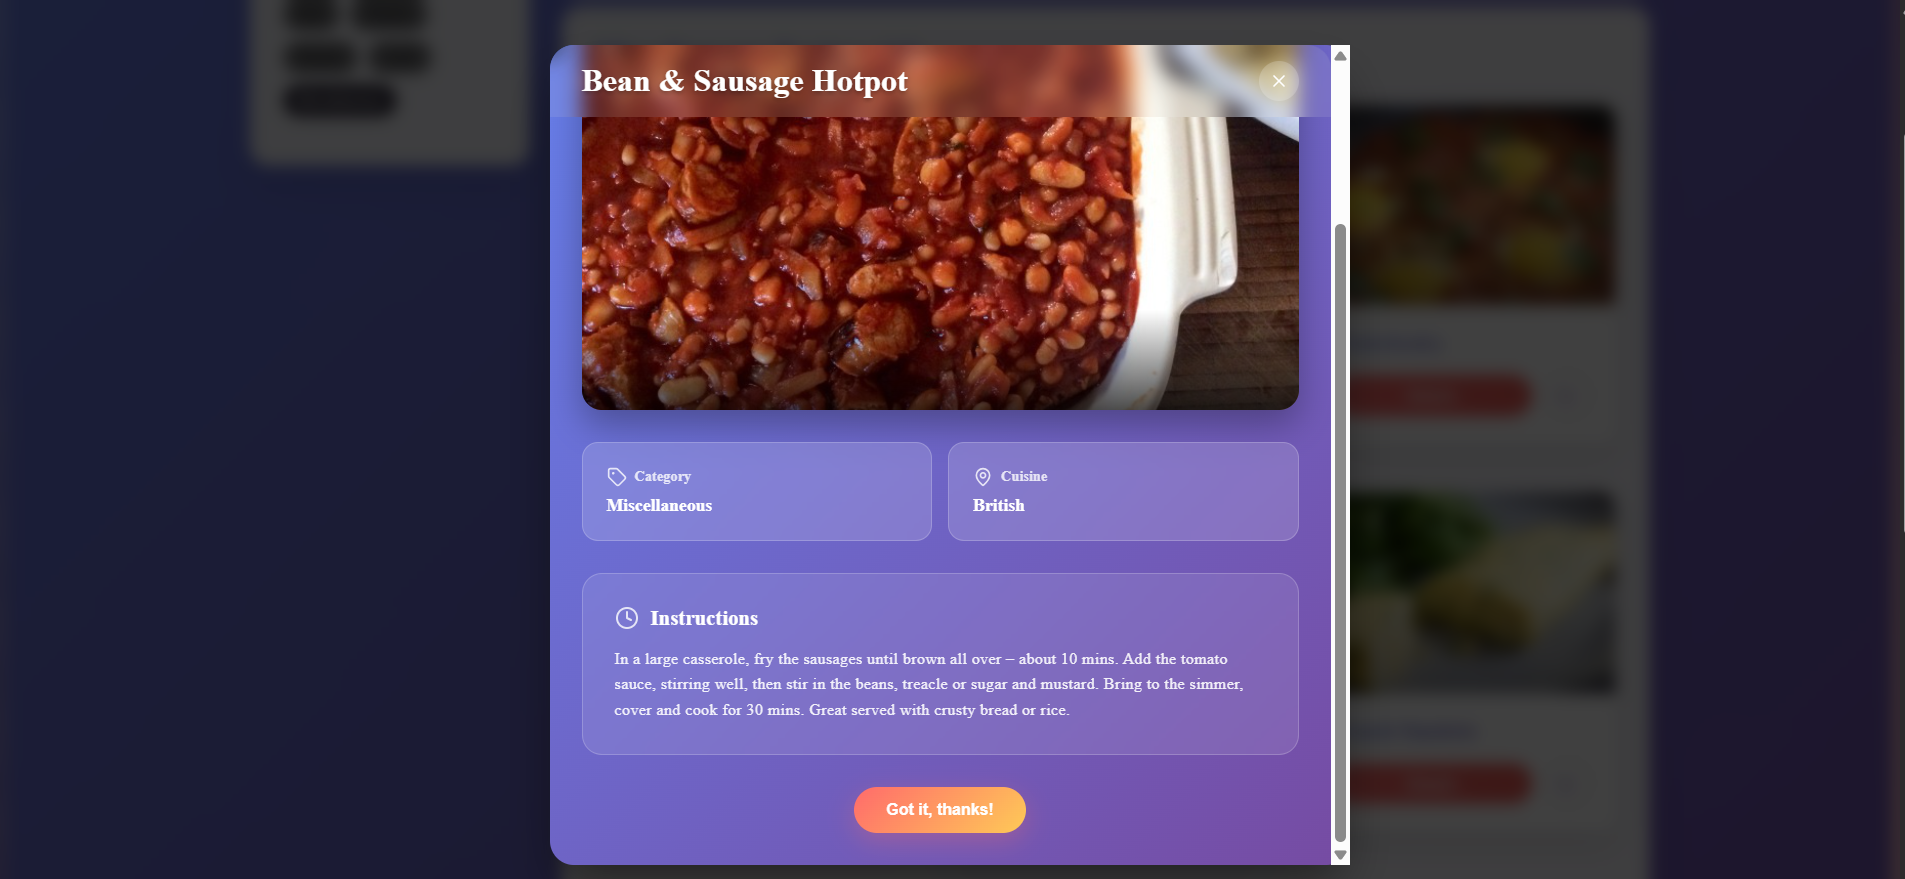 Bean & Sausage Hotpot
Category
Miscellaneous
Cuisine
British
Instructions
In a large casserole, fry the sausages until brown all over – about 10 mins. Add the tomato
sauce, stirring well, then stir in the beans, treacle or sugar and mustard. Bring to the simmer,
cover and cook for 30 mins. Great served with crusty bread or rice.
Got it, thanks!